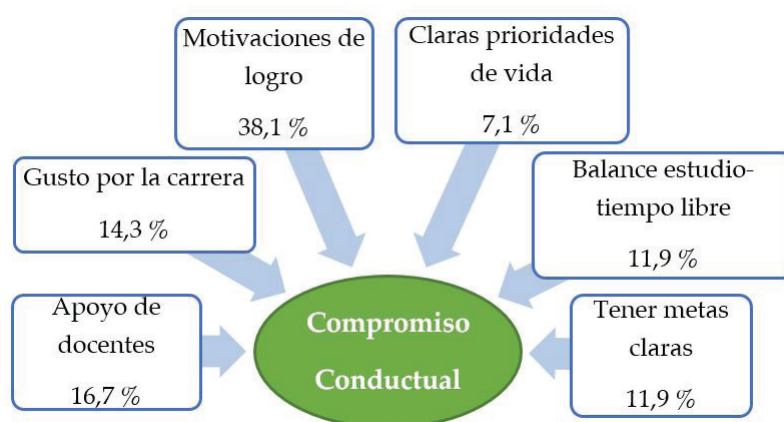 Motivaciones de
logro
38,1 %
Claras prioridades
de vida
7,1 %
Gusto por la carrera
14,3 %
Balance estudio-
tiempo libre
11,9 %
Apoyo de
docentes
16,7 %
Compromiso
Conductual
Tener metas
claras
11,9 %